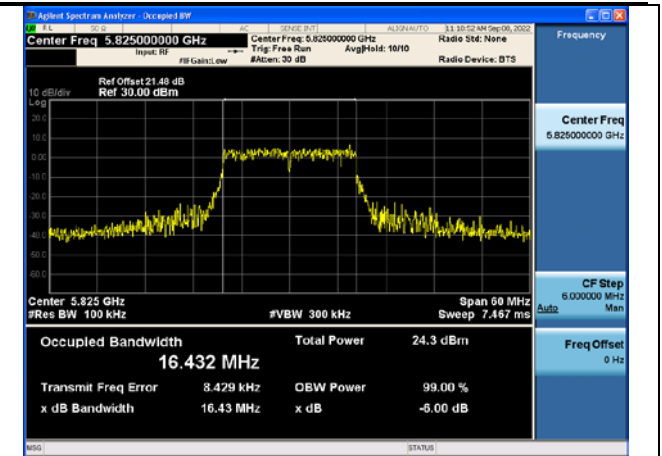 Agilent Spectrum Analyzer - Occupied BW
RL 50 Ω AC SENSE:INT ALIGNAUTO 11:10:52 AM Sep 00, 2022
Center Freq 5.825000000 GHz Center Freq: 5.825000000 GHz Radio Std: None
Input: RF Trig: Free Run Avg|Hold: 10/10
#IFGain:Low #Atten: 30 dB Radio Device: BTS
Ref Offset 21.48 dB
10 dB/div Ref 30.00 dBm
Log
20.0
10.0
0.00
-10.0
-20.0
-30.0
-40.0
-50.0
-60.0
Center 5.825 GHz Span 60 MHz
#Res BW 100 kHz #VBW 300 kHz Sweep 7.467 ms
Occupied Bandwidth Total Power 24.3 dBm
16.432 MHz
Transmit Freq Error 8.429 kHz OBW Power 99.00 %
x dB Bandwidth 16.43 MHz x dB -6.00 dB
Frequency
Center Freq
5.825000000 GHz
CF Step
6.000000 MHz
Auto Man
Freq Offset
0 Hz
MSG STATUS